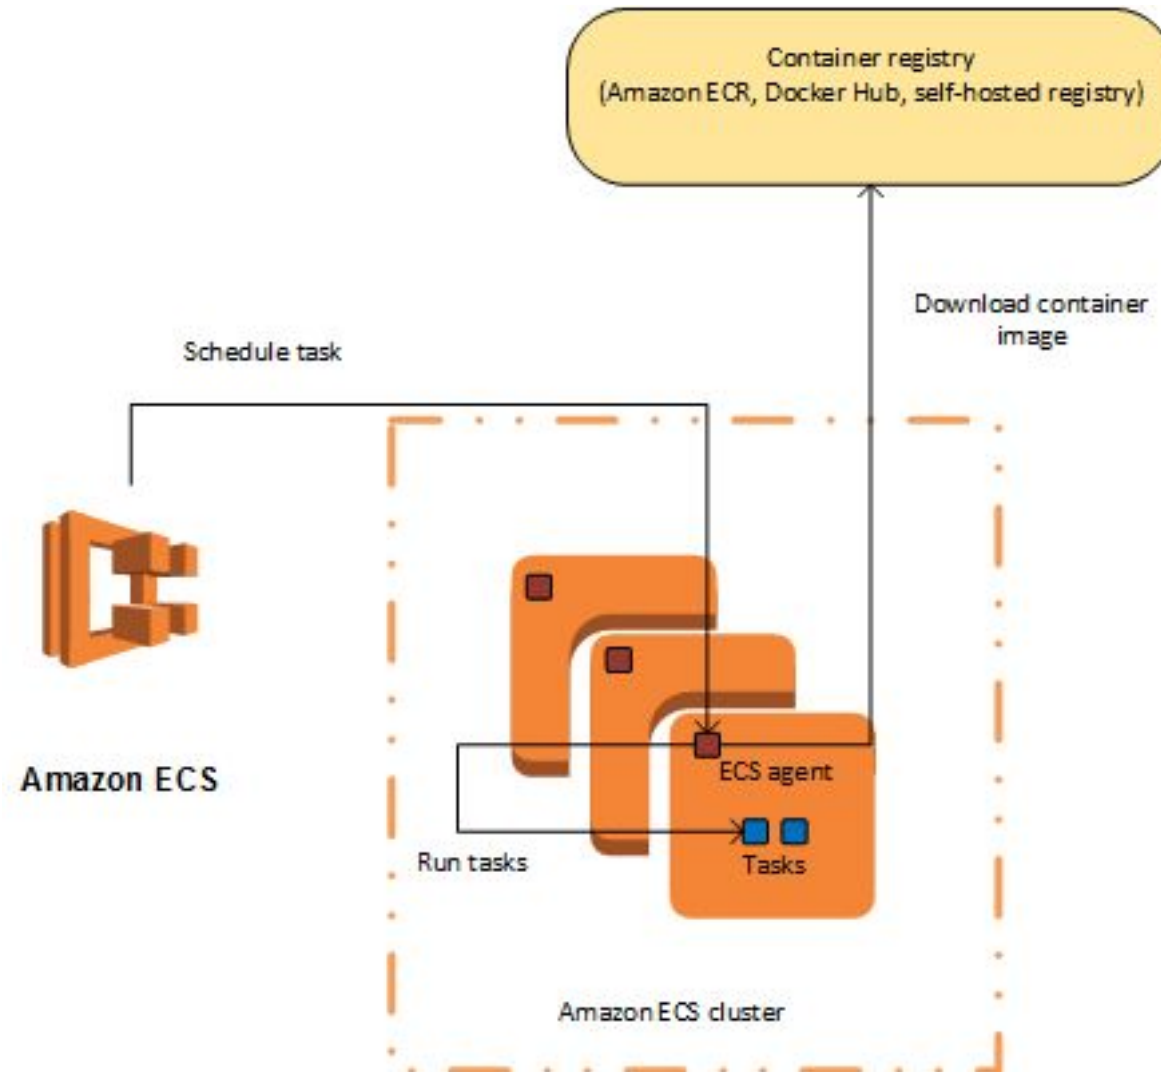 Container registry
(Amazon ECR, Docker Hub, self-hosted registry)
Download container
image
Schedule task
Amazon ECS
ECS agent
Run tasks
Tasks
Amazon ECS cluster